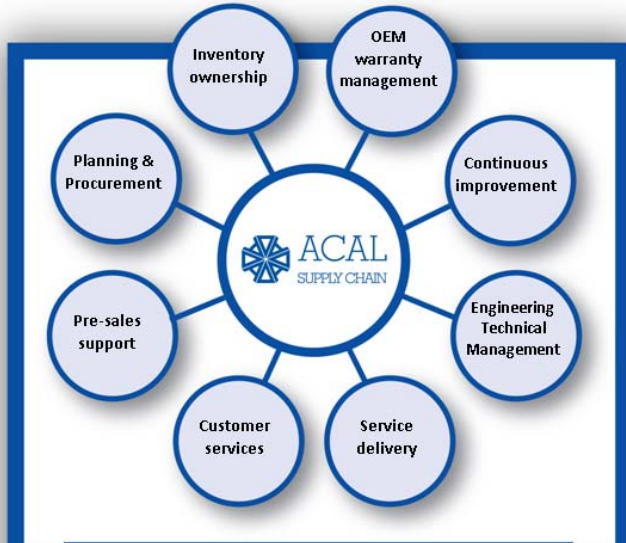 Inventory
ownership
OEM
warranty
management
Planning &
Procurement
Continuous
improvement
ACAL
SUPPLY CHAIN
Pre-sales
support
Engineering
Technical
Management
Customer
services
Service
delivery